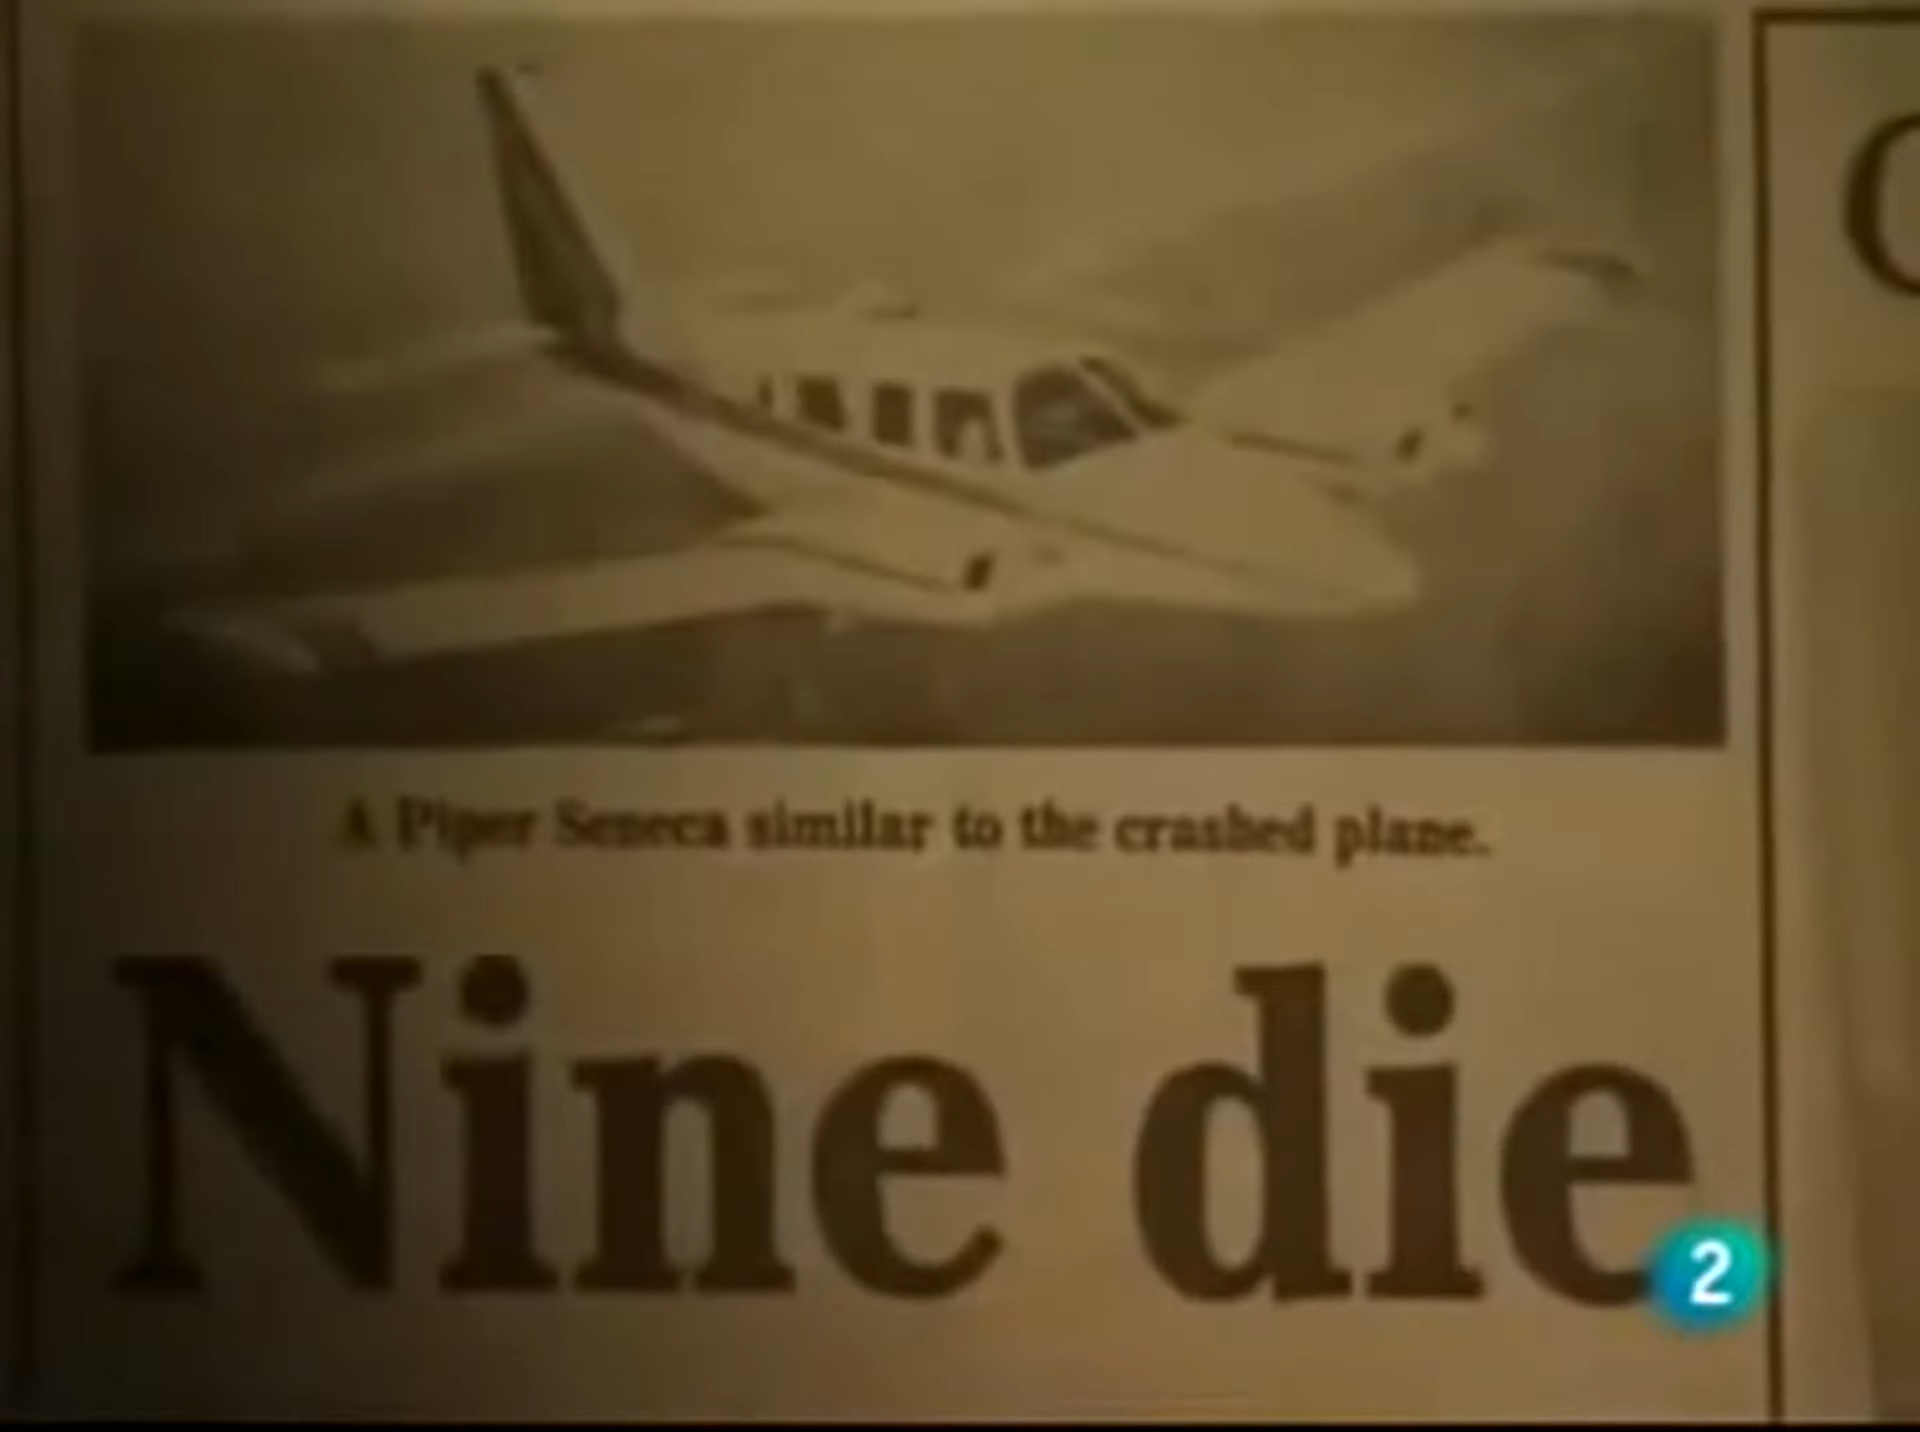 A Piper Seneca similar to the crashed plane.
Nine die
2